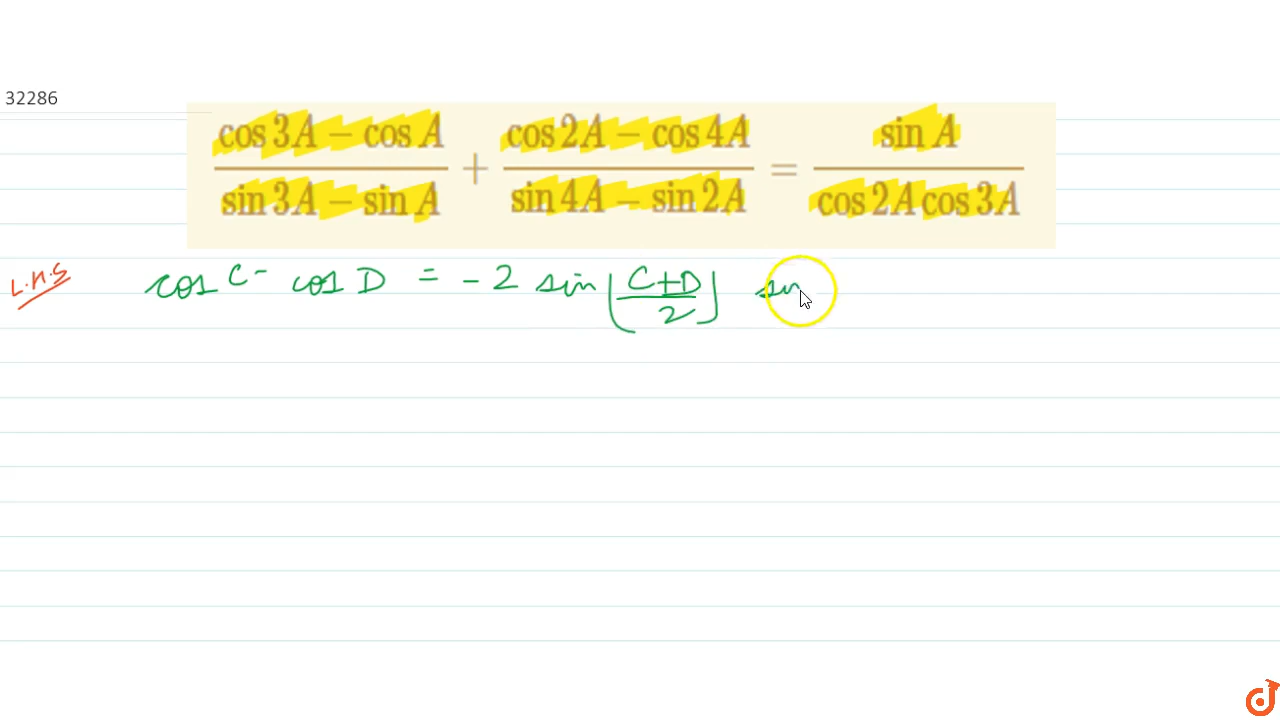 32286
(cos 3A − cos A)/(sin 3A − sin A) + (cos 2A − cos 4A)/(sin 4A − sin 2A) = (sin A)/(cos 2A cos 3A)
L.H.S cos C - cos D = - 2 sin ((C+D)/2) sin